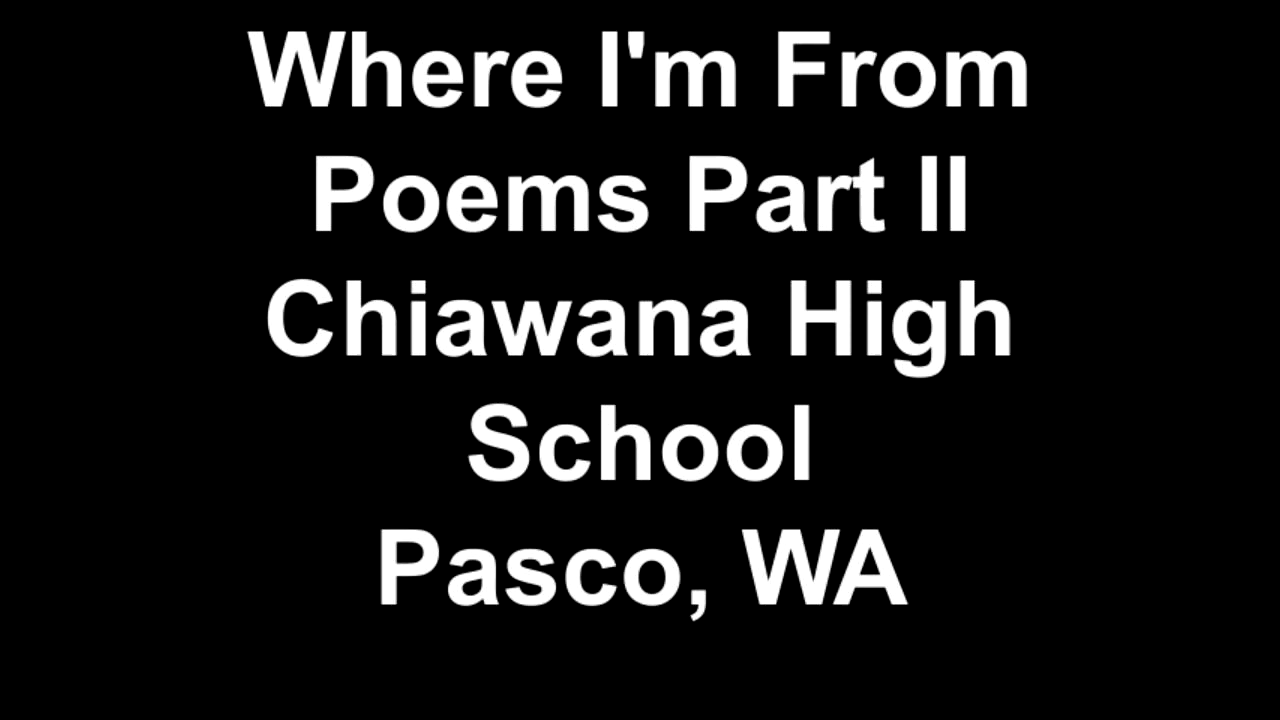 Where I'm From
Poems Part II
Chiawana High
School
Pasco, WA